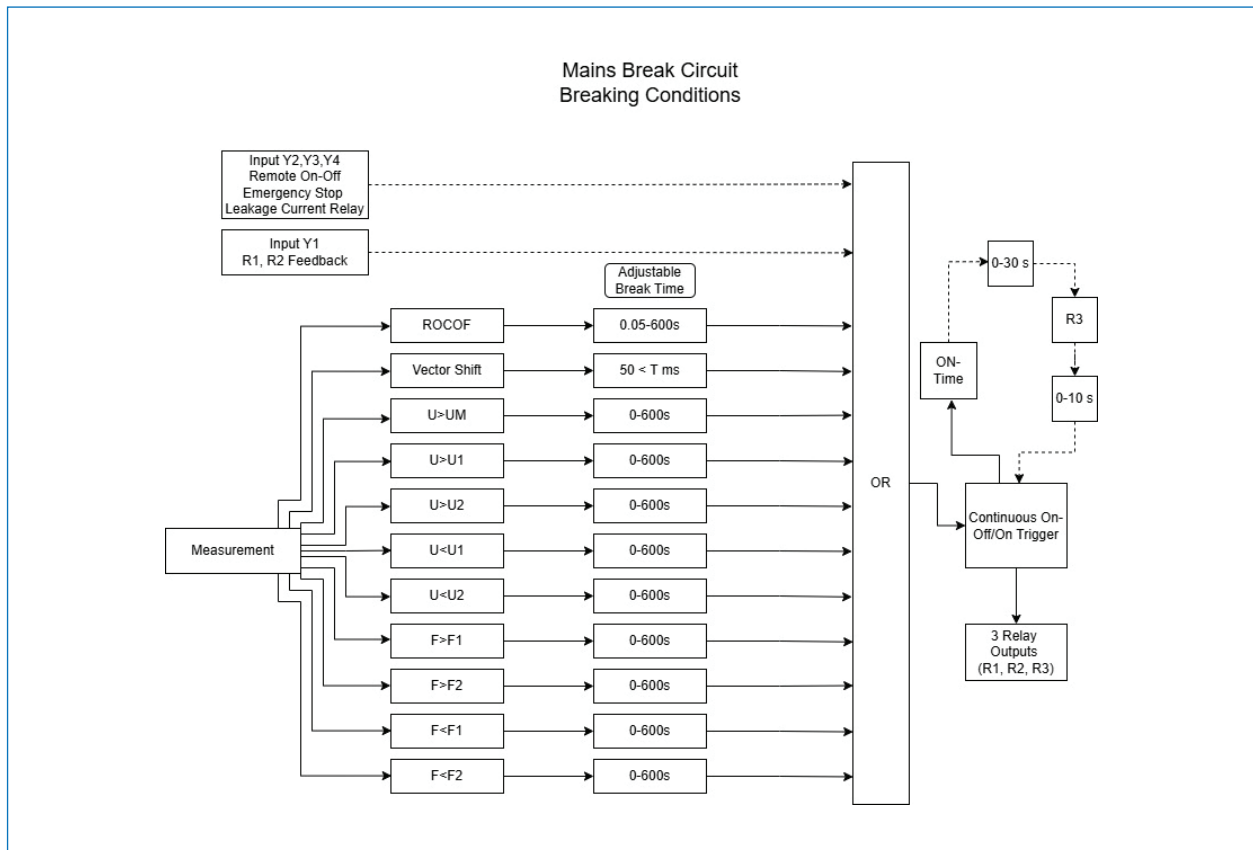 Mains Break Circuit
Breaking Conditions
Input Y2,Y3,Y4
Remote On-Off
Emergency Stop
Leakage Current Relay
Input Y1
R1, R2 Feedback
Adjustable
Break Time
ROCOF
0.05-600s
Vector Shift
50 < T ms
U>UM
0-600s
U>U1
0-600s
U>U2
0-600s
Measurement
U<U1
0-600s
U<U2
0-600s
F>F1
0-600s
F>F2
0-600s
F<F1
0-600s
F<F2
0-600s
OR
ON-
Time
0-30 s
R3
0-10 s
Continuous On-
Off/On Trigger
3 Relay
Outputs
(R1, R2, R3)